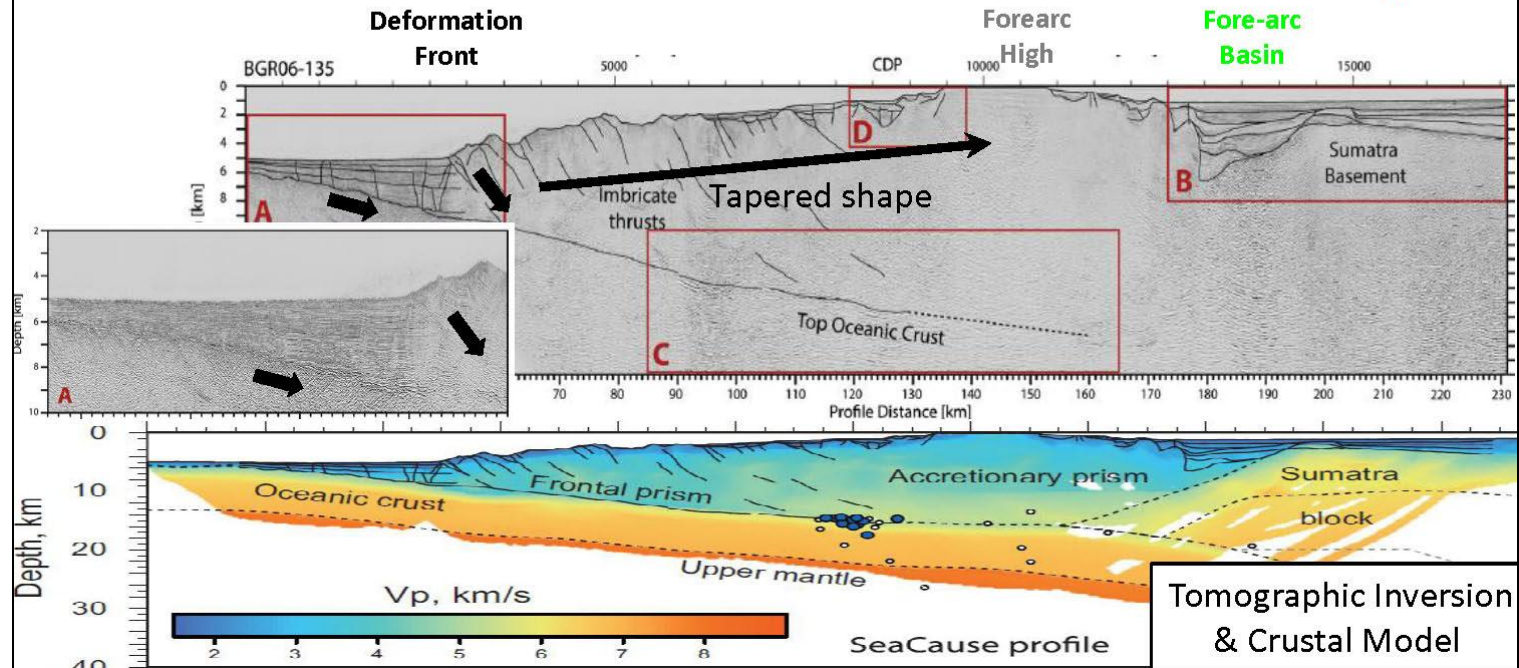 Deformation
Front
Forearc
High
Fore-arc
Basin
BGR06-135
5000
CDP
10000
15000
0
2
4
6
8
[km]
A
D
B
C
Imbricate
thrusts
Tapered shape
Sumatra
Basement
Top Oceanic Crust
70 80 90 100 110 120 130 140 150 160 170 180 190 200 210 220 230
Profile Distance [km]
2
4
6
8
10
Depth [km]
A
0
10
20
30
40
Depth, km
Oceanic crust
Frontal prism
Accretionary prism
Sumatra
block
Upper mantle
Vp, km/s
2 3 4 5 6 7 8
SeaCause profile
Tomographic Inversion
& Crustal Model